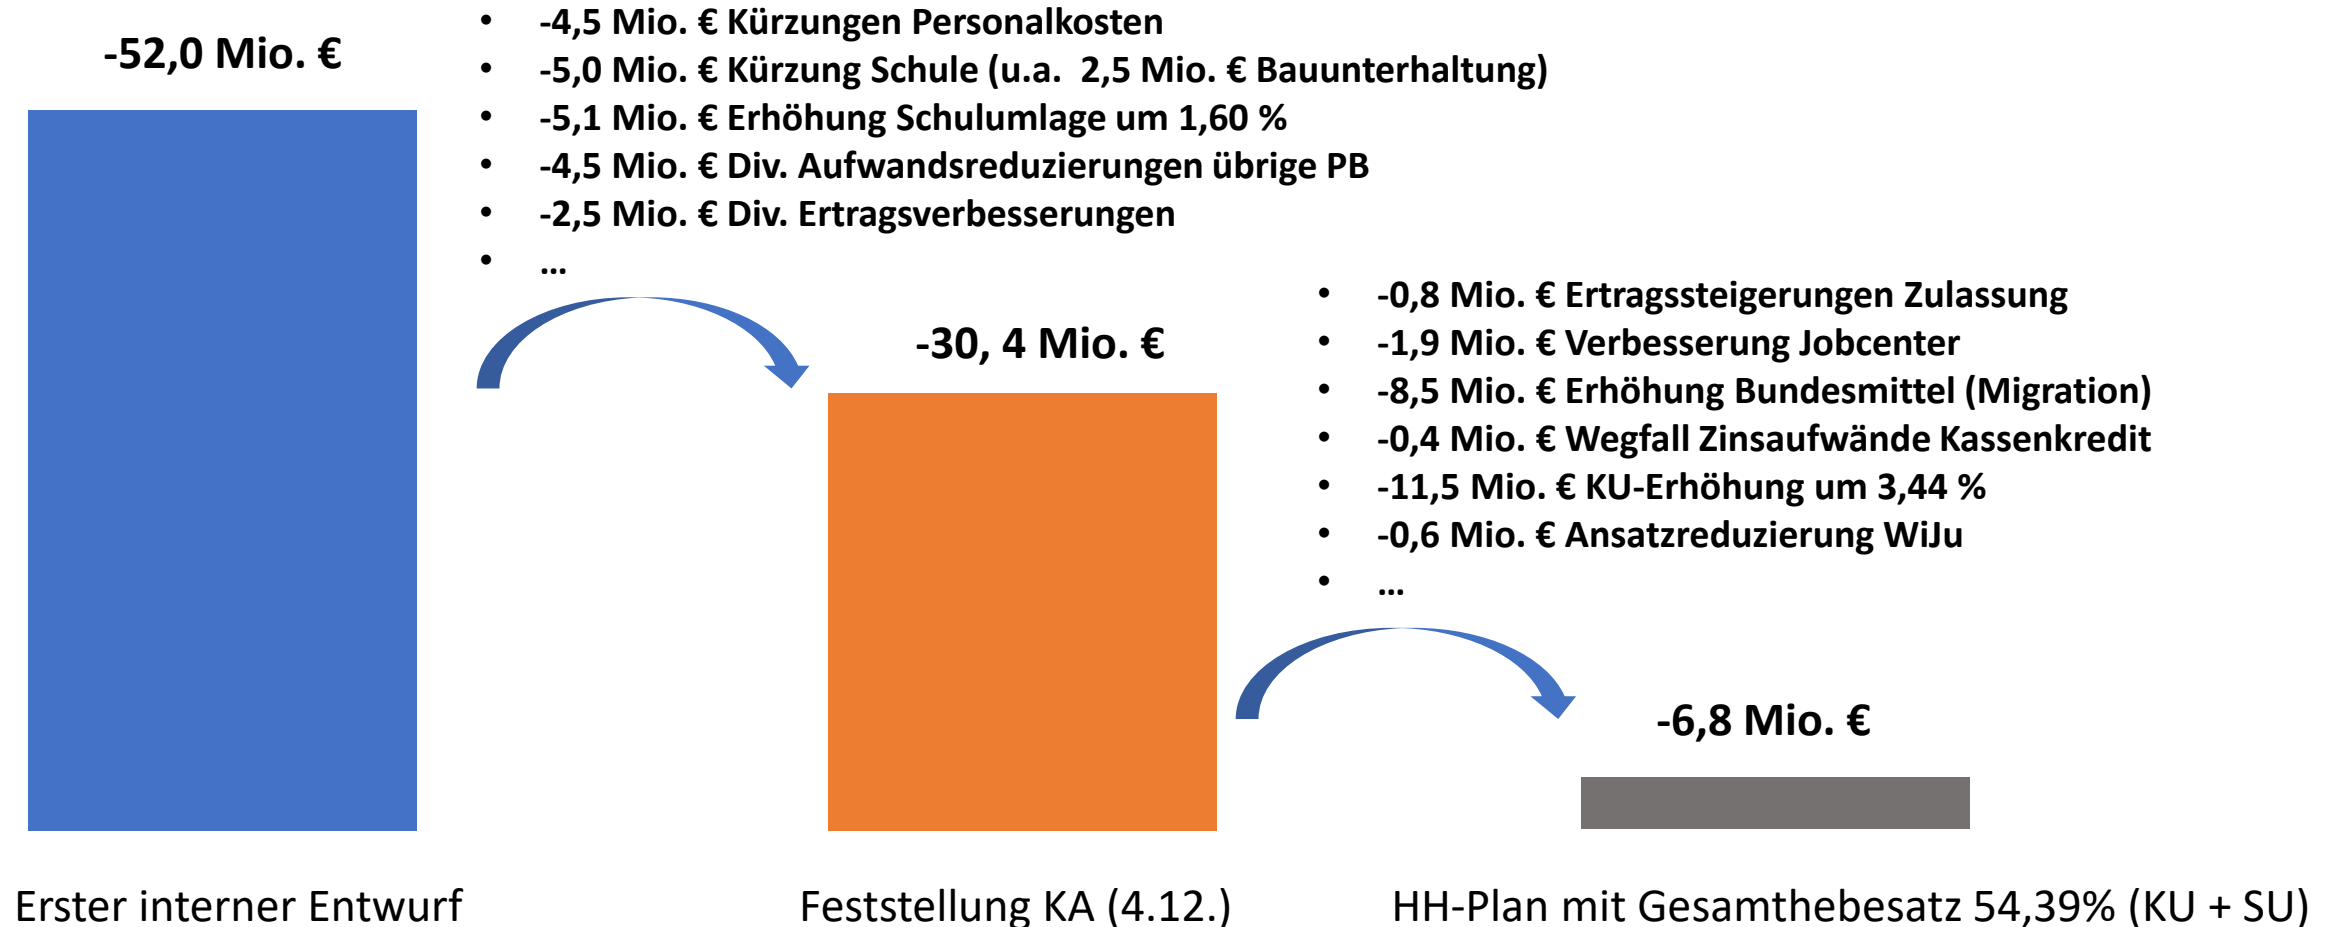 -52,0 Mio. €
• -4,5 Mio. € Kürzungen Personalkosten
• -5,0 Mio. € Kürzung Schule (u.a.  2,5 Mio. € Bauunterhaltung)
• -5,1 Mio. € Erhöhung Schulumlage um 1,60 %
• -4,5 Mio. € Div. Aufwandsreduzierungen übrige PB
• -2,5 Mio. € Div. Ertragsverbesserungen
• …
-30, 4 Mio. €
• -0,8 Mio. € Ertragssteigerungen Zulassung
• -1,9 Mio. € Verbesserung Jobcenter
• -8,5 Mio. € Erhöhung Bundesmittel (Migration)
• -0,4 Mio. € Wegfall Zinsaufwände Kassenkredit
• -11,5 Mio. € KU-Erhöhung um 3,44 %
• -0,6 Mio. € Ansatzreduzierung WiJu
• …
-6,8 Mio. €
Erster interner Entwurf
Feststellung KA (4.12.)
HH-Plan mit Gesamthebesatz 54,39% (KU + SU)